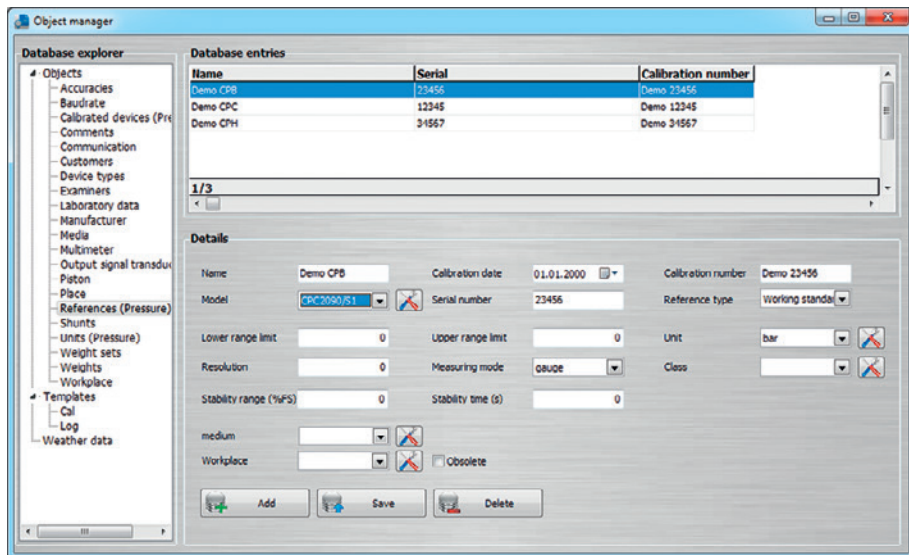 Object manager
Database explorer
Objects
Accuracies
Baudrate
Calibrated devices (Pre
Comments
Communication
Customers
Device types
Examiners
Laboratory data
Manufacturer
Media
Multimeter
Output signal transduc
Piston
Place
References (Pressure)
Shunts
Units (Pressure)
Weight sets
Weights
Workplace
Templates
Cal
Log
Weather data
Database entries
Name Serial Calibration number
Demo CPB 23456 Demo 23456
Demo CPC 12345 Demo 12345
Demo CPH 34567 Demo 34567
1/3
Details
Name Demo CPB Calibration date 01.01.2000 Calibration number Demo 23456
Model CPC2090/S1 Serial number 23456 Reference type Working standar
Lower range limit 0 Upper range limit 0 Unit bar
Resolution 0 Measuring mode gauge Class
Stability range (%FS) 0 Stability time (s) 0
medium
Workplace Obsolete
Add Save Delete